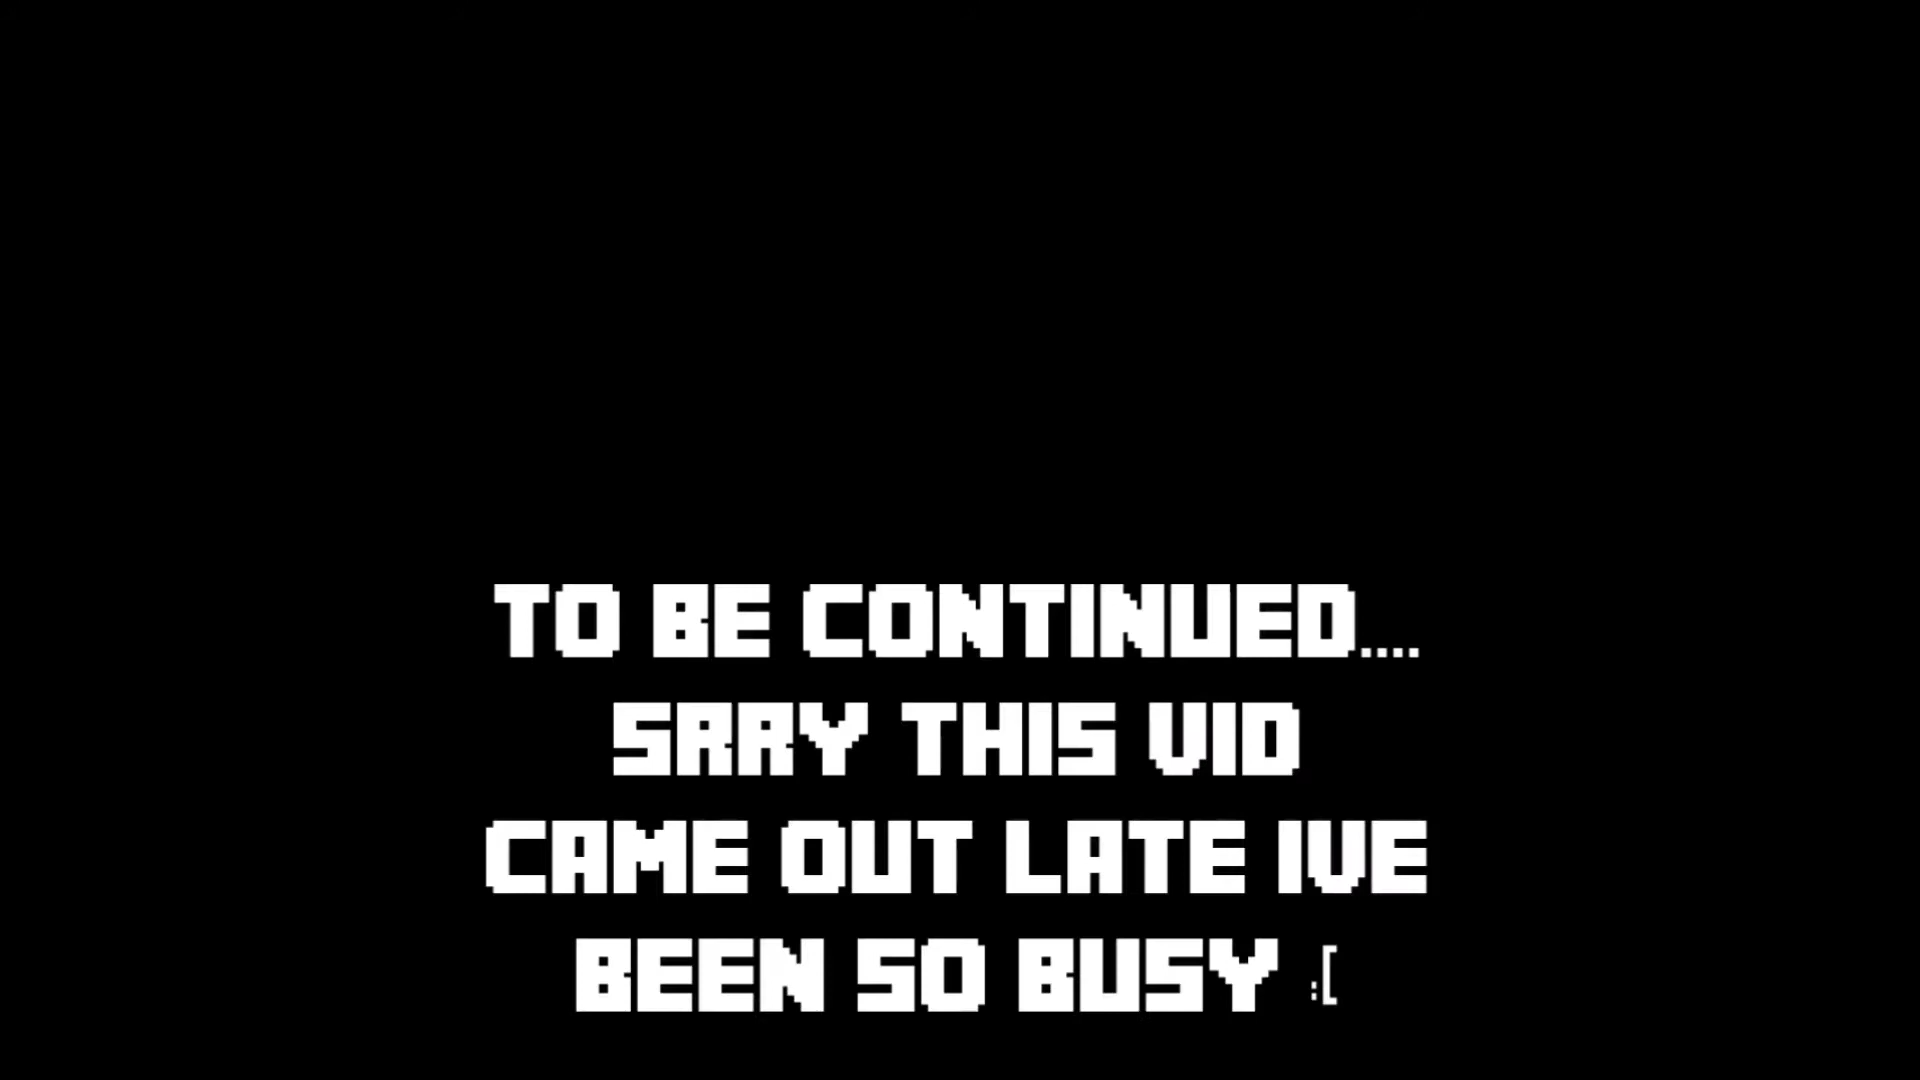 TO BE CONTINUED....
SRRY THIS VID
CAME OUT LATE IVE
BEEN SO BUSY :[